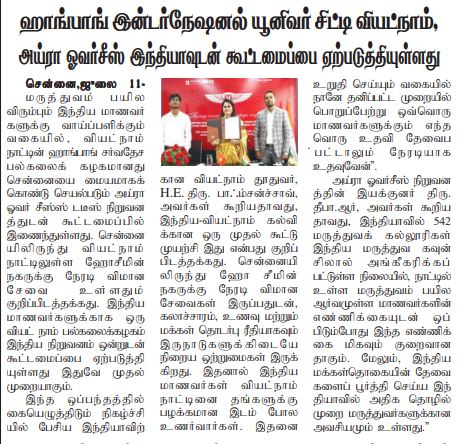 ஹாங்பாங் இன்டர்நேஷனல் யூனிவர் சிட்டி வியட்நாம்,
அய்ரா ஓவர்சீஸ் இந்தியாவுடன் கூட்டமைப்பை ஏற்படுத்தியுள்ளது
சென்னை,ஜுலை 11-
மருத்துவம் பயில
விரும்பும் இந்திய மாணவர்
களுக்கு வாய்ப்பளிக்கும்
வகையில், வியட்நாம்
நாட்டின் ஹாங்பாங் சர்வதேச
பல்கலைக் கழகமானது
சென்னையை மையமாகக்
கொண்டு செயல்படும் அய்ரா
ஓவர் சீஸ்ஸ் டீஸ் நிறுவன
த்துடன் கூட்டமைப்பில்
இணைந்துள்ளது. சென்னை
யிலிருந்து வியட் நாம்
நாட்டிலுள்ள ஹோசீமின்
நகருக்கு நேரடி விமான
சேவை உள்ளதும்
குறிப்பிடத்தக்கது. இந்திய
மாணவர்களுக்காக ஒரு
வியட் நாம் பல்கலைக்கழகம்
இந்திய நிறுவனம் ஒன்றுடன்
கூட்டமைப்பை ஏற்படுத்தி
யுள்ளது இதுவே முதல்
முறையாகும்.
இந்த ஒப்பந்தத்தில்
கையெழுத்திடும் நிகழ்ச்சி
யில் பேசிய இந்தியாவிற்
கான வியட்நாம் தூதுவர்,
H.E. திரு. பாஃம்சன்ச்சாவ்,
அவர்கள் கூறியதாவது,
இந்திய-வியட்நாம் கல்விக்
கான ஒரு முதல் கூட்டு
முயற்சி இது என்பது குறிப்
பிடத்தக்கது. சென்னையி
லிருந்து ஹோ சீமின்
நகருக்கு நேரடி விமான
சேவைகள் இருப்பதுடன்,
கலாச்சாரம், உணவு மற்றும்
மக்கள் தொடர்பு ரீதியாகவும்
இருநாடுகளுக் கிடையே
நிறைய ஒற்றுமைகள் இருக்
கிறது. இதனால் இந்திய
மாணவர்கள் வியட்நாம்
நாட்டினை தங்களுக்கு
பழக்கமான இடம் போல
உணர்வார்கள். இதனை
உறுதி செய்யும் வகையில்
நானே தனிப்பட்ட முறையில்
பொறுப்பேற்று ஒவ்வொரு
மாணவர்களுக்கும் எந்த
வொரு உதவி தேவைப்
பட்டாலும் நேரடியாக
உதவுவேன்".
அய்ரா ஓவர்சீஸ் நிறுவன
த்தின் இயக்குனர் திரு.
தீபா.ஆர், அவர்கள் கூறிய
தாவது, இந்தியாவில் 542
மருத்துவக் கல்லூரிகள்
இந்திய மருத்துவ கவுன்
சிலால் அங்கீகரிக்கப்
பட்டுள்ள நிலையில், நாட்டில்
உள்ள மருத்துவம் பயில
ஆர்வமுள்ள மாணவர்களின்
எண்ணிக்கையுடன் ஒப்
பிடும்போது இந்த எண்ணிக்
கை மிகவும் குறைவான
தாகும். மேலும், இந்திய
மக்கள்தொகையின் தேவை
களைப் பூர்த்தி செய்ய இந்
தியாவில் அதிக தொழில்
முறை மருத்துவர்களுக்கான
அவசியமும் உள்ளது."